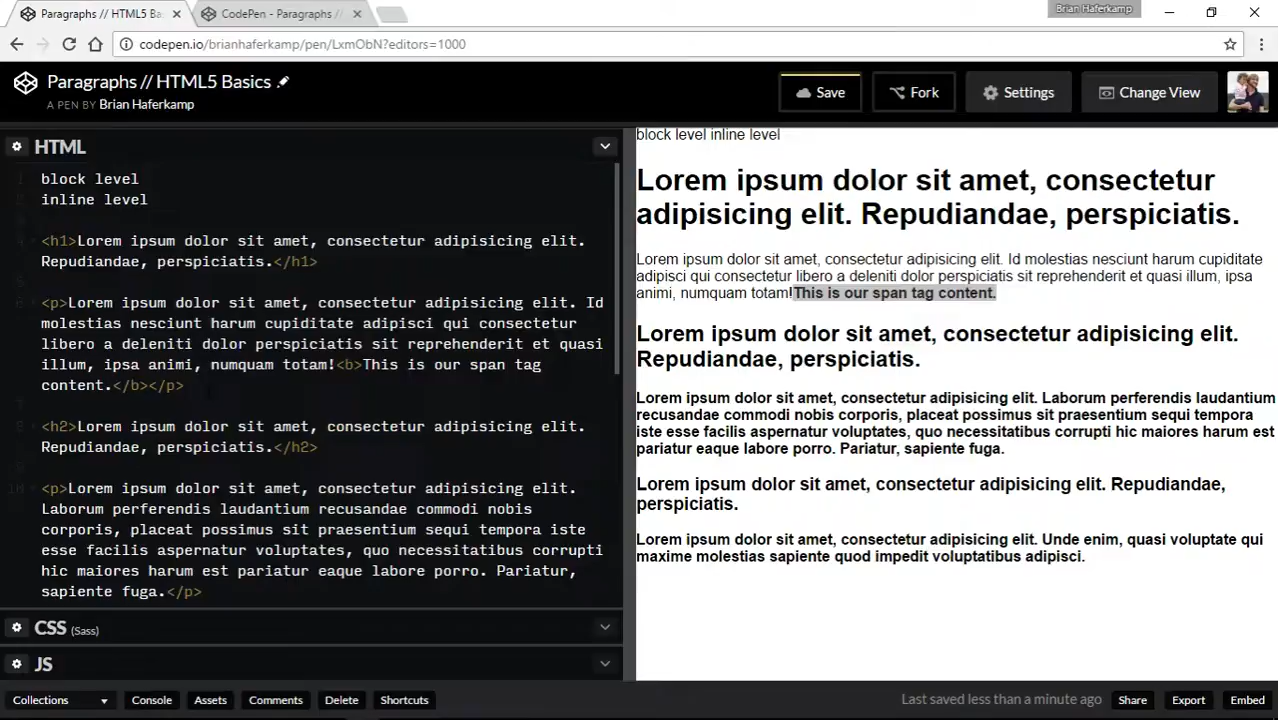 Paragraphs // HTML5 Ba
CodePen - Paragraphs //
Brian Haferkamp
codepen.io/brianhaferkamp/pen/LxmObN?editors=1000
Paragraphs // HTML5 Basics
A PEN BY Brian Haferkamp
Save
Fork
Settings
Change View
HTML
block level
inline level
<h1>Lorem ipsum dolor sit amet, consectetur adipisicing elit.
Repudiandae, perspiciatis.</h1>
<p>Lorem ipsum dolor sit amet, consectetur adipisicing elit. Id
molestias nesciunt harum cupiditate adipisci qui consectetur
libero a deleniti dolor perspiciatis sit reprehenderit et quasi
illum, ipsa animi, numquam totam!<b>This is our span tag
content.</b></p>
<h2>Lorem ipsum dolor sit amet, consectetur adipisicing elit.
Repudiandae, perspiciatis.</h2>
<p>Lorem ipsum dolor sit amet, consectetur adipisicing elit.
Laborum perferendis laudantium recusandae commodi nobis
corporis, placeat possimus sit praesentium sequi tempora iste
esse facilis aspernatur voluptates, quo necessitatibus corrupti
hic maiores harum est pariatur eaque labore porro. Pariatur,
sapiente fuga.</p>
CSS (Sass)
JS
block level inline level
Lorem ipsum dolor sit amet, consectetur
adipisicing elit. Repudiandae, perspiciatis.
Lorem ipsum dolor sit amet, consectetur adipisicing elit. Id molestias nesciunt harum cupiditate
adipisci qui consectetur libero a deleniti dolor perspiciatis sit reprehenderit et quasi illum, ipsa
animi, numquam totam!This is our span tag content.
Lorem ipsum dolor sit amet, consectetur adipisicing elit.
Repudiandae, perspiciatis.
Lorem ipsum dolor sit amet, consectetur adipisicing elit. Laborum perferendis laudantium
recusandae commodi nobis corporis, placeat possimus sit praesentium sequi tempora
iste esse facilis aspernatur voluptates, quo necessitatibus corrupti hic maiores harum est
pariatur eaque labore porro. Pariatur, sapiente fuga.
Lorem ipsum dolor sit amet, consectetur adipisicing elit. Repudiandae,
perspiciatis.
Lorem ipsum dolor sit amet, consectetur adipisicing elit. Unde enim, quasi voluptate qui
maxime molestias sapiente quod impedit voluptatibus adipisci.
Collections
Console
Assets
Comments
Delete
Shortcuts
Last saved less than a minute ago
Share
Export
Embed